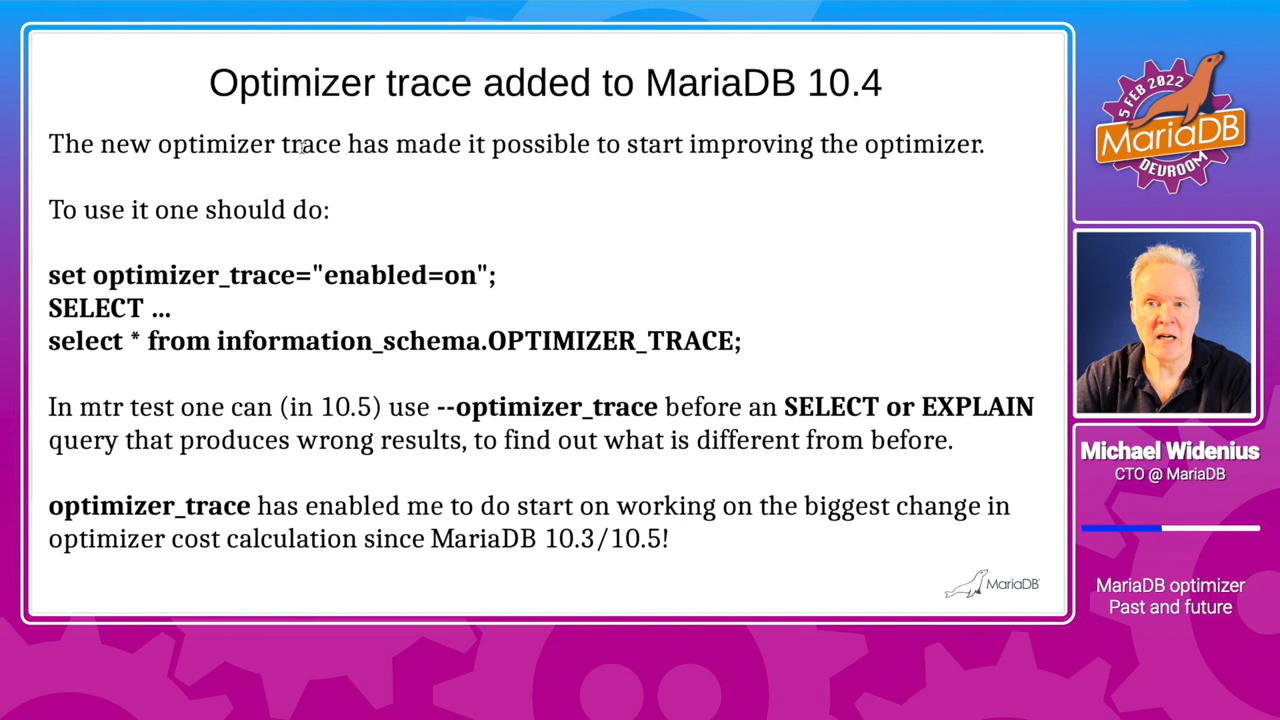 Optimizer trace added to MariaDB 10.4
The new optimizer trace has made it possible to start improving the optimizer.
To use it one should do:
set optimizer_trace="enabled=on";
SELECT ...
select * from information_schema.OPTIMIZER_TRACE;
In mtr test one can (in 10.5) use --optimizer_trace before an SELECT or EXPLAIN
query that produces wrong results, to find out what is different from before.
optimizer_trace has enabled me to do start on working on the biggest change in
optimizer cost calculation since MariaDB 10.3/10.5!
MariaDB
5 FEB 2022
MariaDB
DEVROOM
Michael Widenius
CTO @ MariaDB
MariaDB optimizer
Past and future